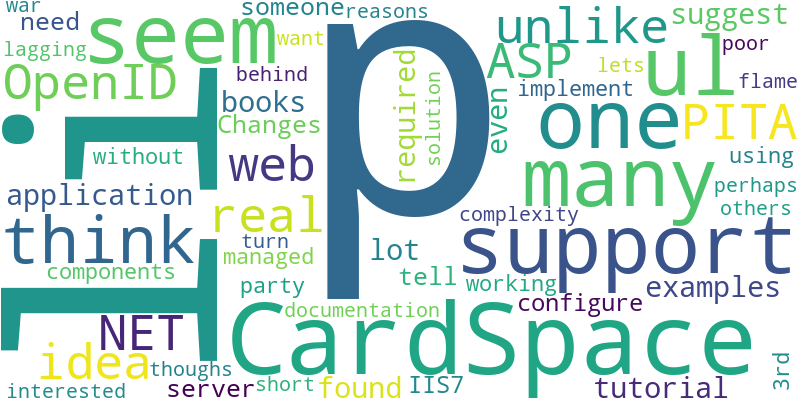 war
need
someone
reasons
suggest
lagging
seem
want
unlike
poor
OpenID
behind
p
required
solution
even
ASP
lets
ul
flame
books
implement
Changes
one
PITA
without
li
web
many
using
application
perhaps
real
complexity
others
think
turn
lot
support
components
managed
tell
working
examples
party
configure
NET
documentation
CardSpace
idea
thoughs
interested
server
short
found
IIS7
tutorial
3rd